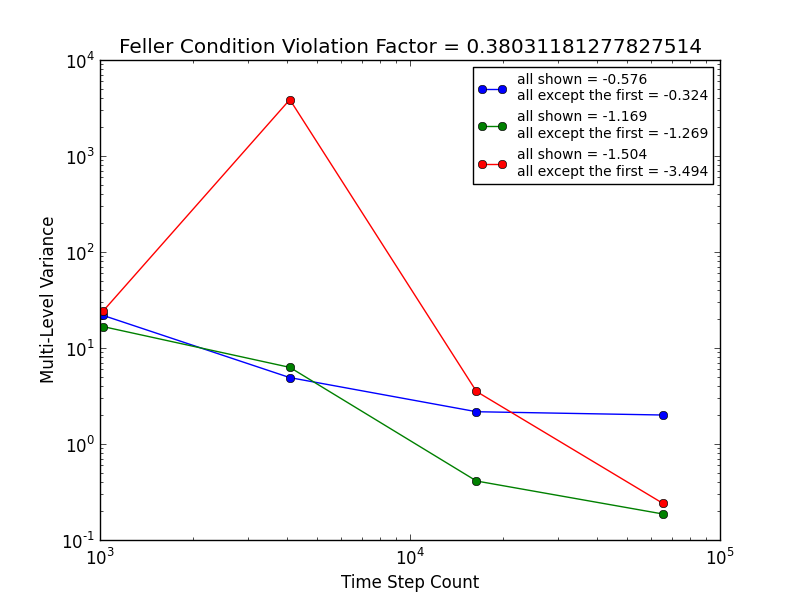 Feller Condition Violation Factor = 0.38031181277827514
10^4
10^3
10^2
10^1
10^0
10^-1
Multi-Level Variance
all shown = -0.576
all except the first = -0.324
all shown = -1.169
all except the first = -1.269
all shown = -1.504
all except the first = -3.494
10^3 10^4 10^5
Time Step Count